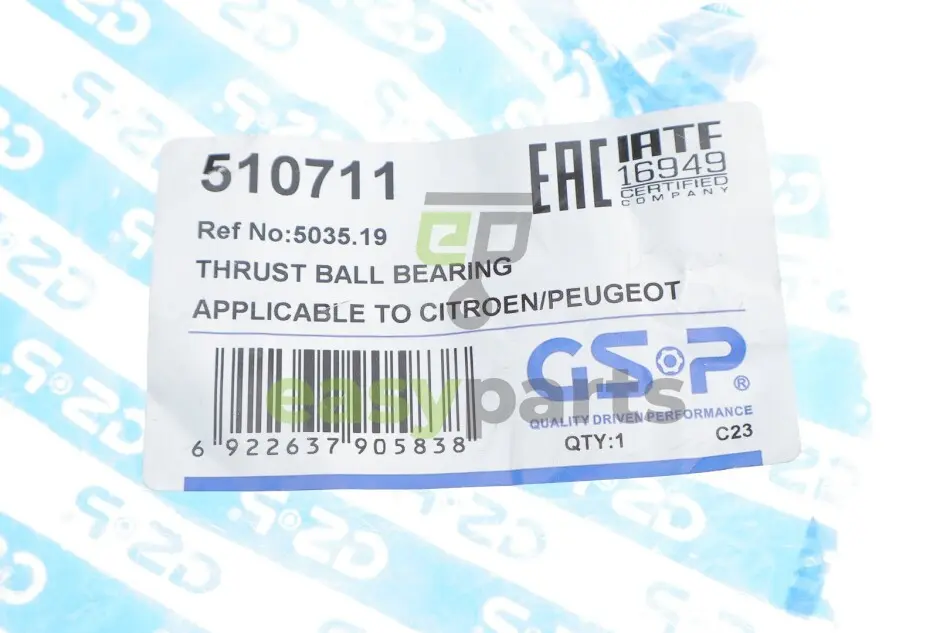 510711
EAC
IATF
16949
CERTIFIED
COMPANY
Ref No:5035.19
THRUST BALL BEARING
APPLICABLE TO CITROEN/PEUGEOT
ep
GSP®
QUALITY DRIVEN PERFORMANCE
easyparts
6 922637 905838
QTY:1 C23